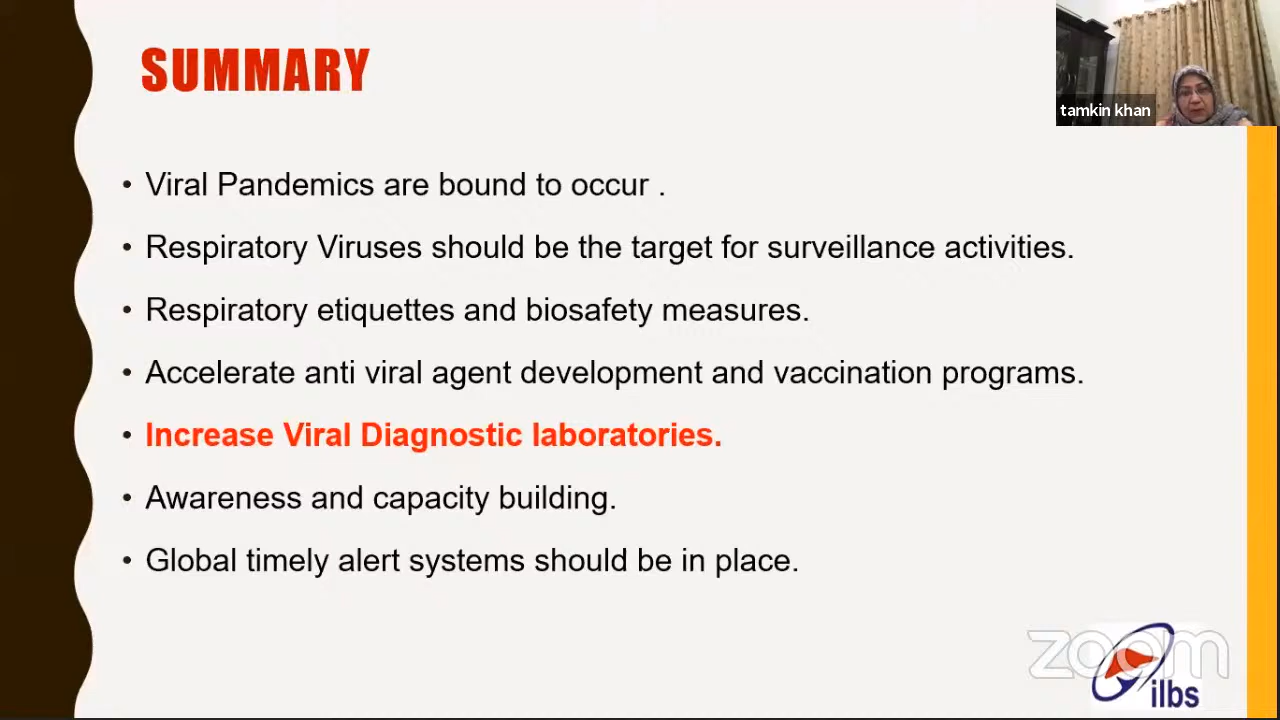 SUMMARY
tamkin khan
• Viral Pandemics are bound to occur .
• Respiratory Viruses should be the target for surveillance activities.
• Respiratory etiquettes and biosafety measures.
• Accelerate anti viral agent development and vaccination programs.
• Increase Viral Diagnostic laboratories.
• Awareness and capacity building.
• Global timely alert systems should be in place.
zoom
ilbs